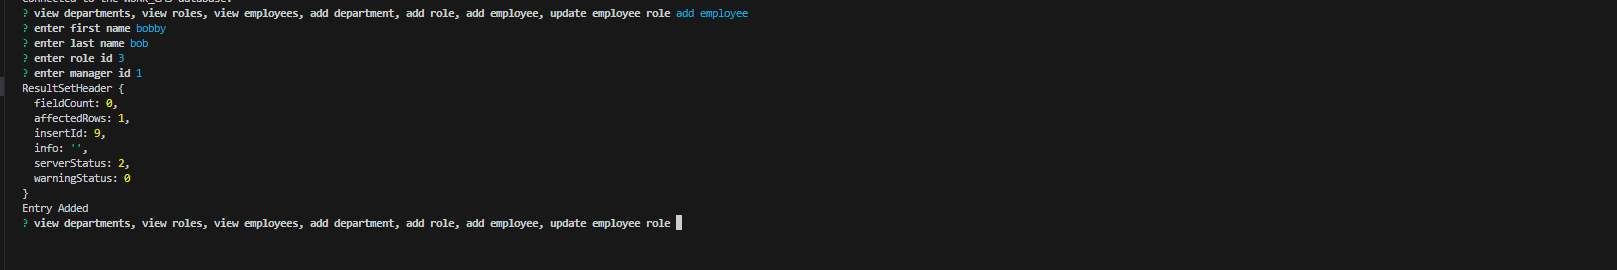 ? view departments, view roles, view employees, add department, add role, add employee, update employee role add employee
? enter first name bobby
? enter last name bob
? enter role id 3
? enter manager id 1
ResultSetHeader {
  fieldCount: 0,
  affectedRows: 1,
  insertId: 9,
  info: '',
  serverStatus: 2,
  warningStatus: 0
}
Entry Added
? view departments, view roles, view employees, add department, add role, add employee, update employee role